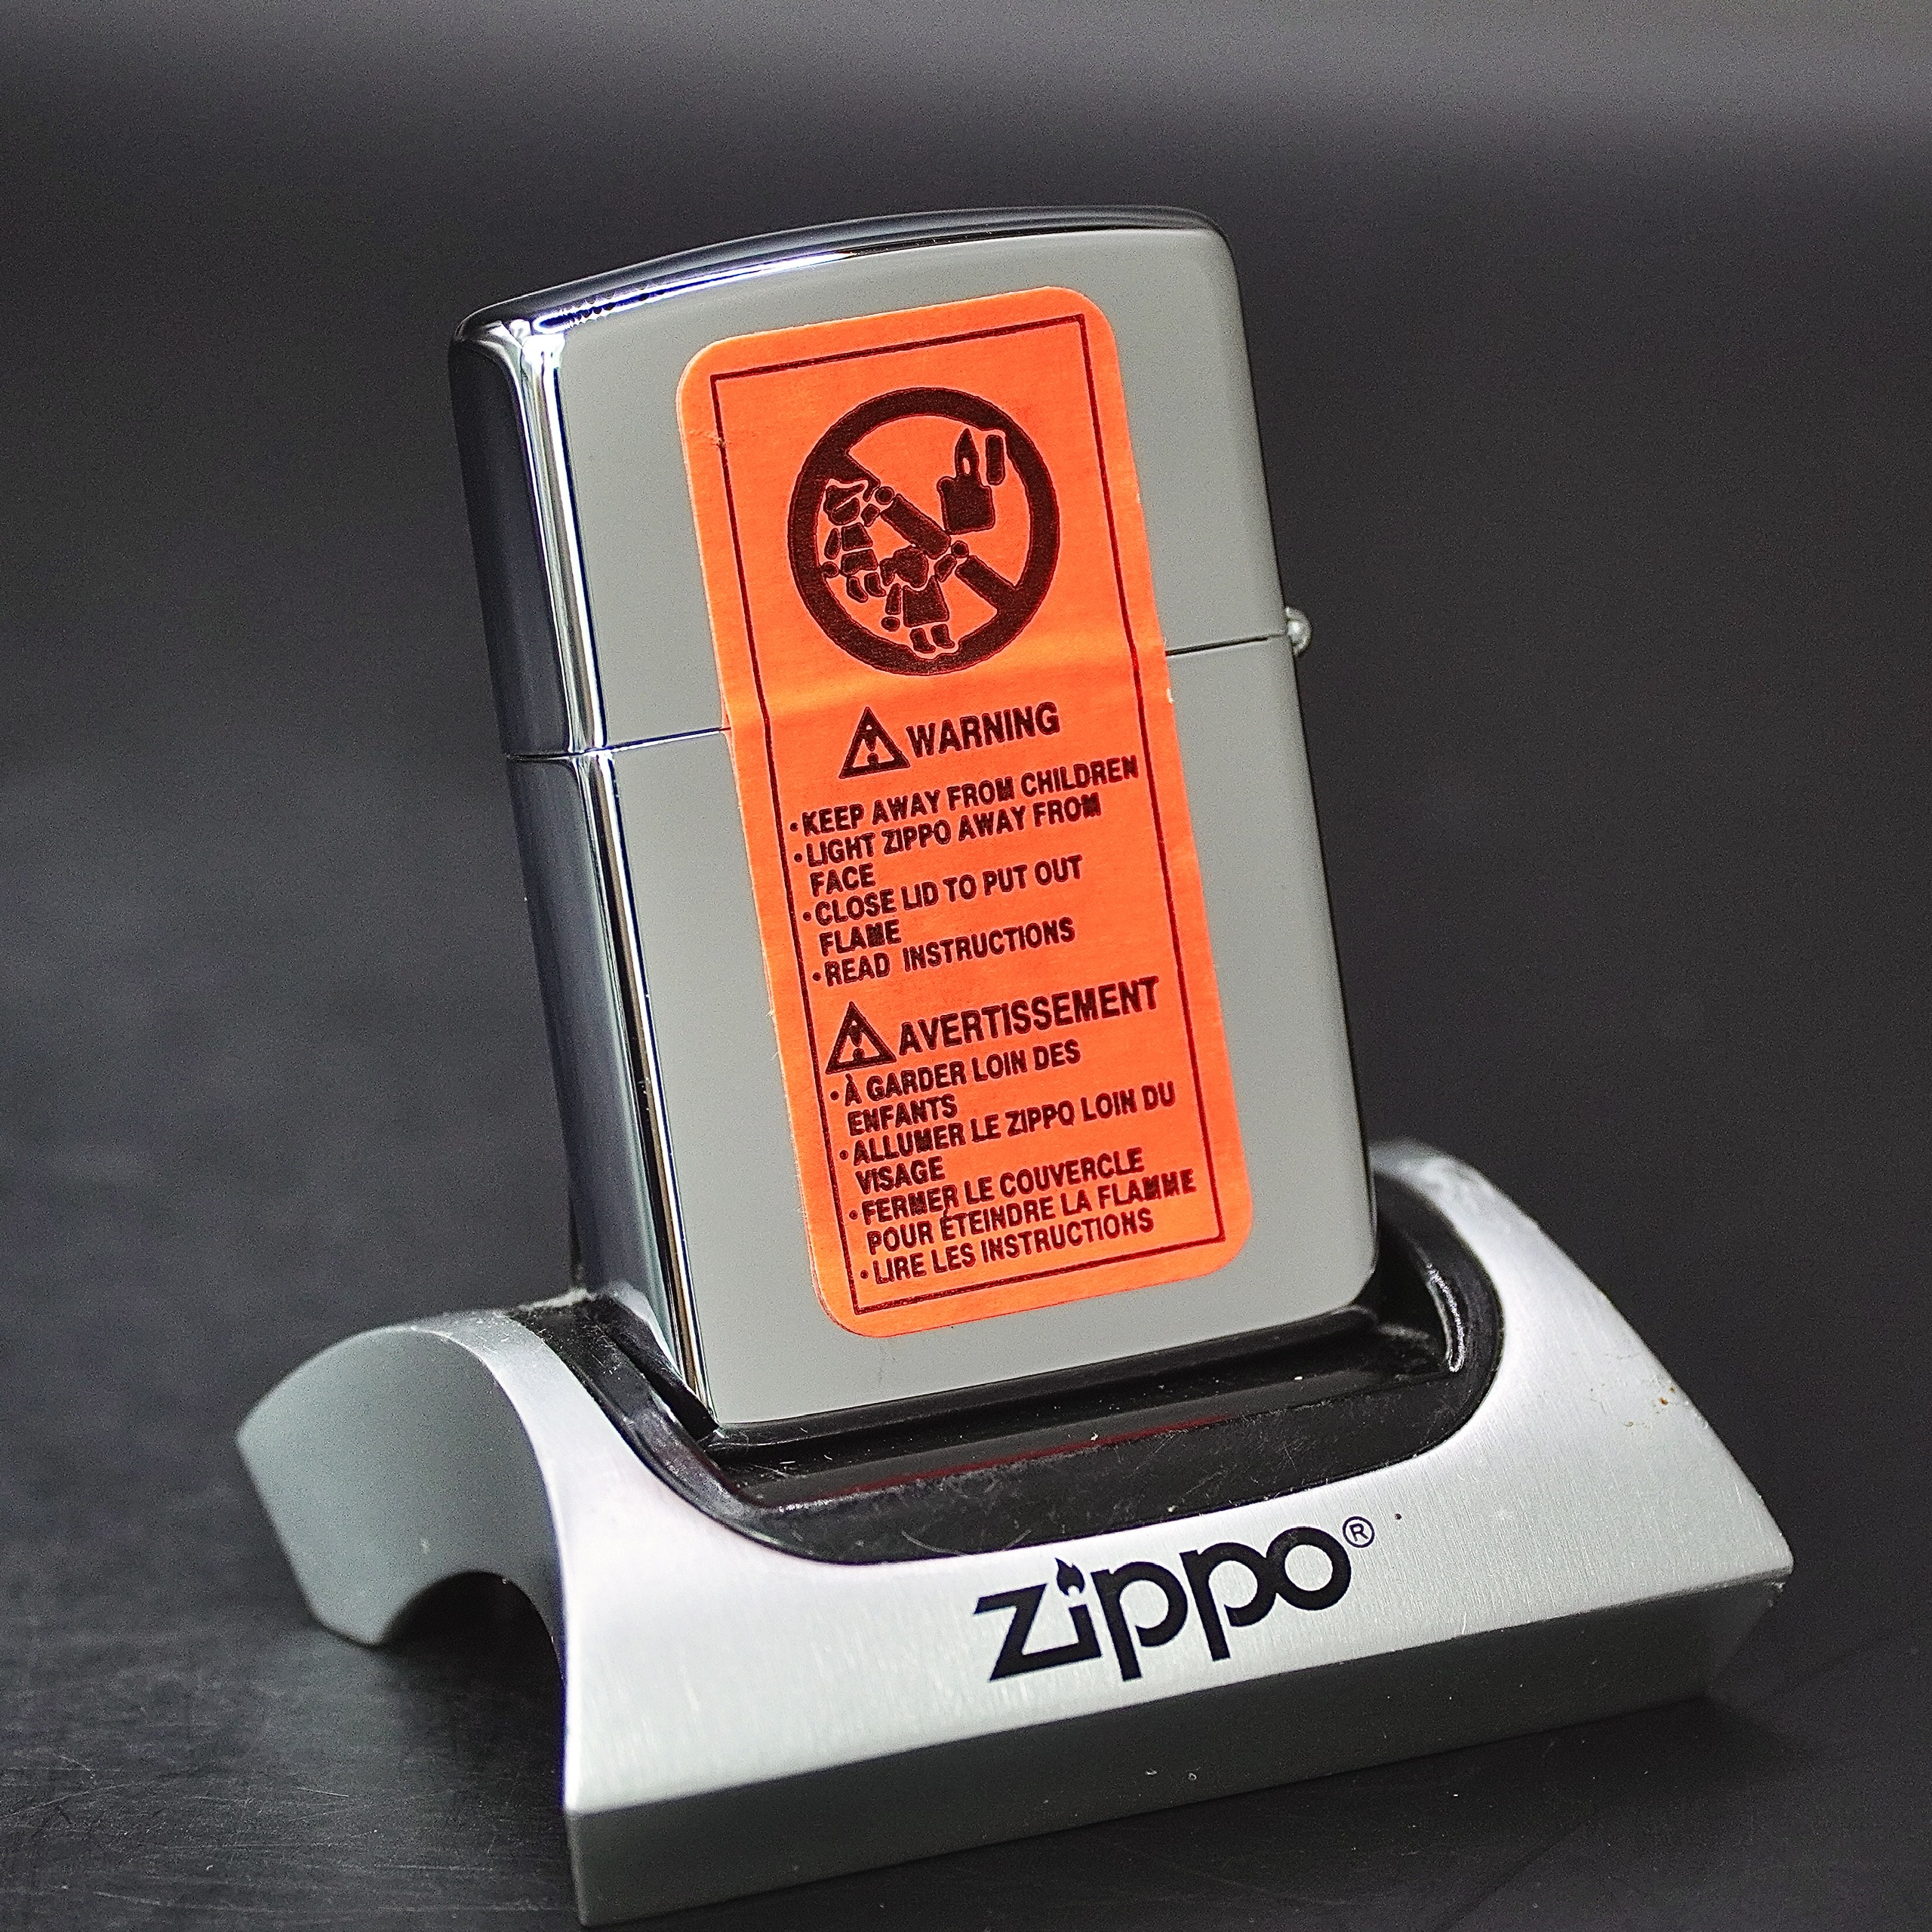 WARNING
•KEEP AWAY FROM CHILDREN
•LIGHT ZIPPO AWAY FROM
FACE
•CLOSE LID TO PUT OUT
FLAME
•READ INSTRUCTIONS
AVERTISSEMENT
•À GARDER LOIN DES
ENFANTS
•ALLUMER LE ZIPPO LOIN DU
VISAGE
•FERMER LE COUVERCLE
POUR ÉTEINDRE LA FLAMME
•LIRE LES INSTRUCTIONS
zippo®